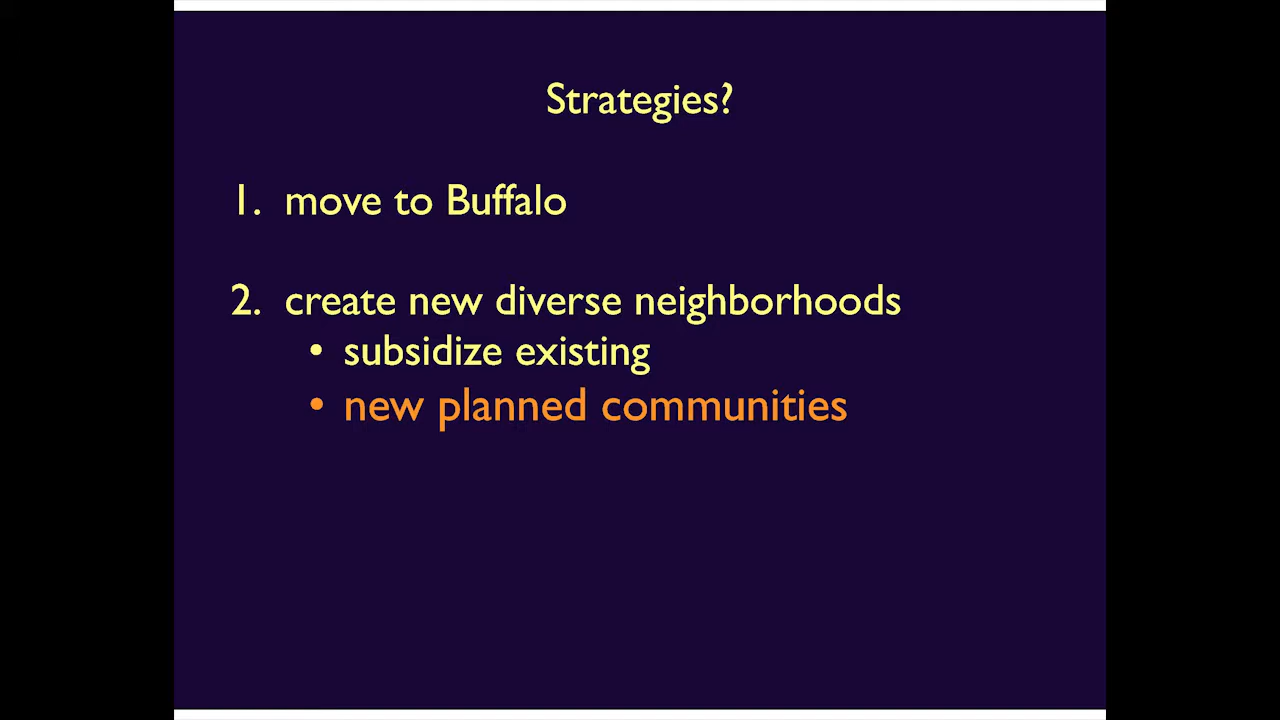 Strategies?
1. move to Buffalo
2. create new diverse neighborhoods
• subsidize existing
• new planned communities